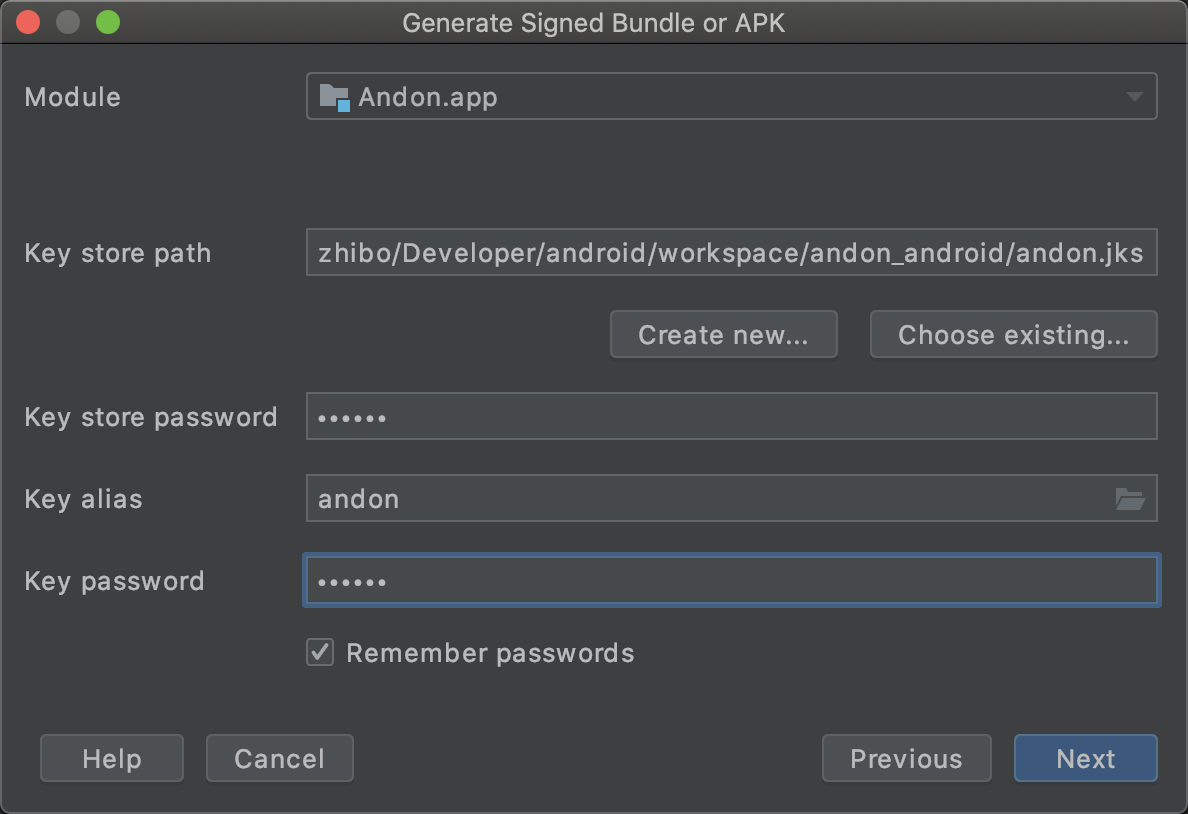 Generate Signed Bundle or APK
Module Andon.app
Key store path zhibo/Developer/android/workspace/andon_android/andon.jks
Create new... Choose existing...
Key store password ••••••
Key alias andon
Key password ••••••
Remember passwords
Help Cancel Previous Next